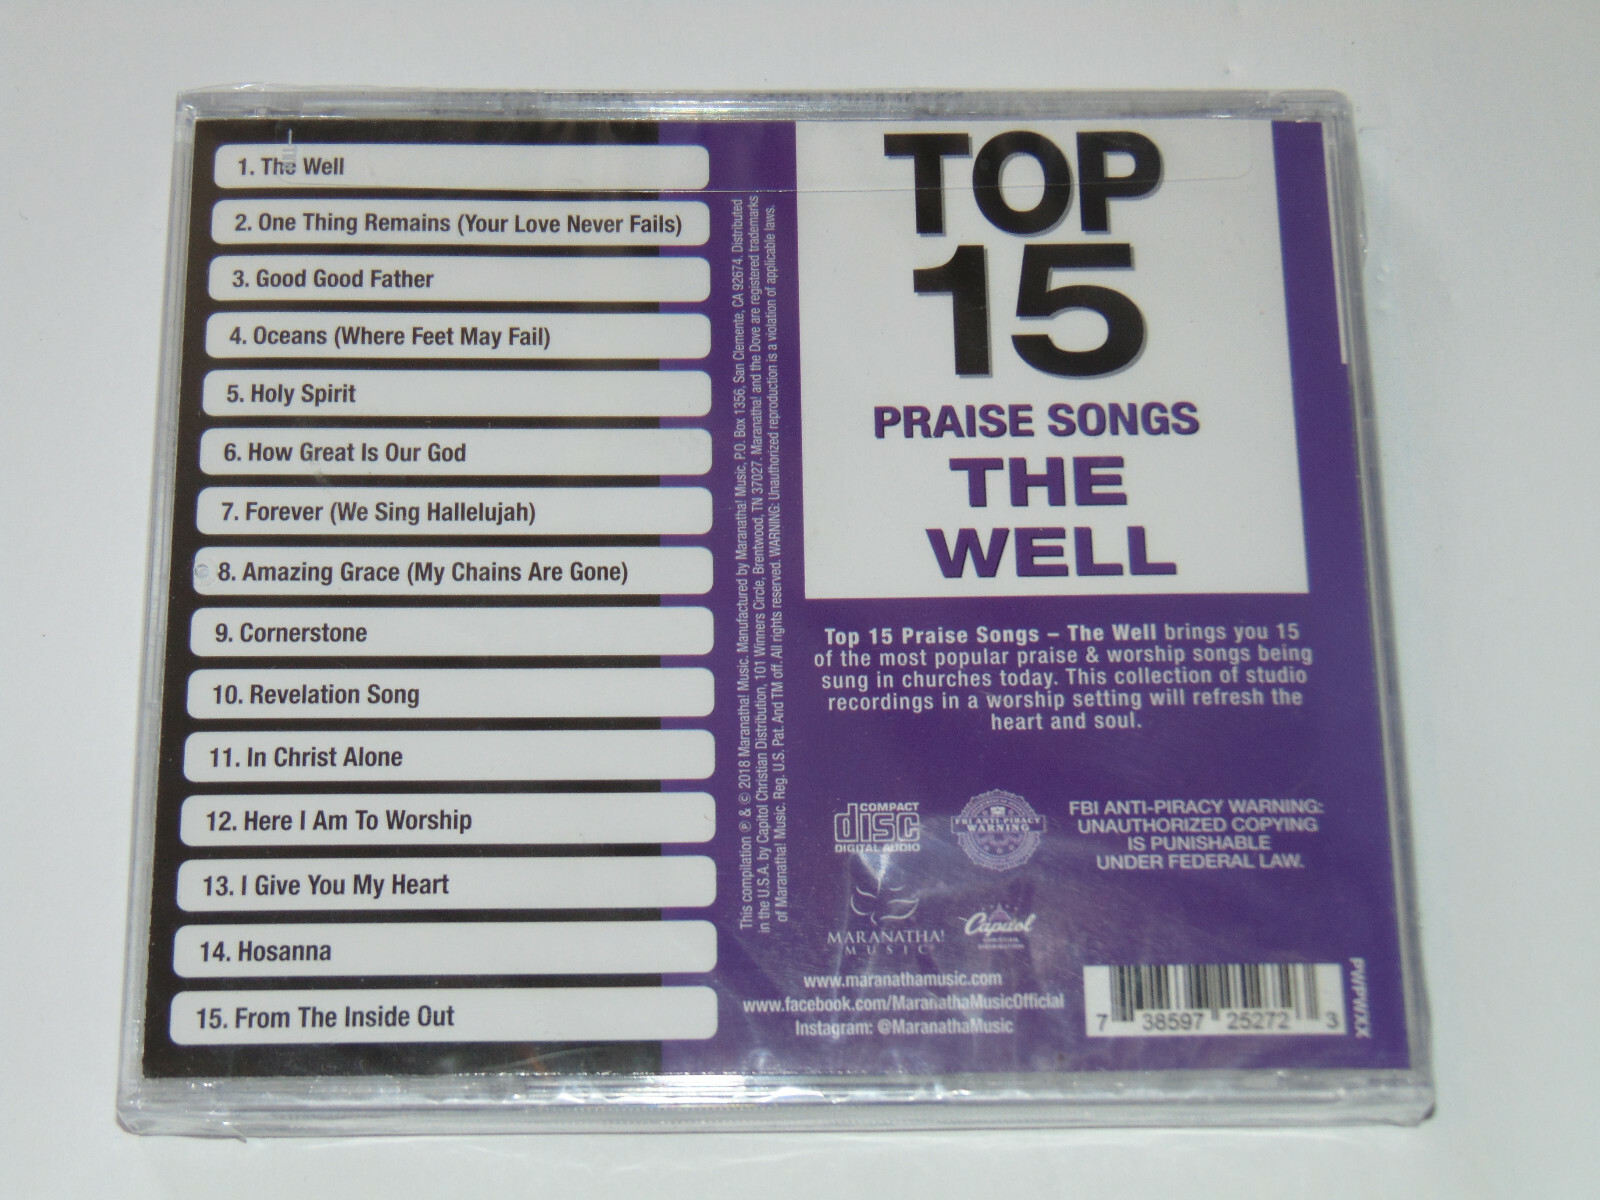 1. The Well
2. One Thing Remains (Your Love Never Fails)
3. Good Good Father
4. Oceans (Where Feet May Fail)
5. Holy Spirit
6. How Great Is Our God
7. Forever (We Sing Hallelujah)
8. Amazing Grace (My Chains Are Gone)
9. Cornerstone
10. Revelation Song
11. In Christ Alone
12. Here I Am To Worship
13. I Give You My Heart
14. Hosanna
15. From The Inside Out
This compilation ℗ & © 2018 Maranatha! Music. Manufactured by Maranatha! Music, P.O. Box 1356, San Clemente, CA 92674. Distributed
in the U.S.A. by Capitol Christian Distribution, 101 Winners Circle, Brentwood, TN 37027. Maranatha! and the Dove are registered trademarks
of Maranatha! Music. Reg. U.S. Pat. And TM off. All rights reserved. WARNING: Unauthorized reproduction is a violation of applicable laws.
TOP
15
PRAISE SONGS
THE
WELL
Top 15 Praise Songs – The Well brings you 15
of the most popular praise & worship songs being
sung in churches today. This collection of studio
recordings in a worship setting will refresh the
heart and soul.
COMPACT
disc
DIGITAL AUDIO
FBI ANTI-PIRACY
WARNING
FBI ANTI-PIRACY WARNING:
UNAUTHORIZED COPYING
IS PUNISHABLE
UNDER FEDERAL LAW.
MARANATHA!
MUSIC
Capitol
CHRISTIAN
DISTRIBUTION
www.maranathamusic.com
www.facebook.com/MaranathaMusicOfficial
Instagram: @MaranathaMusic
7 38597 25272 3
PWPWXX